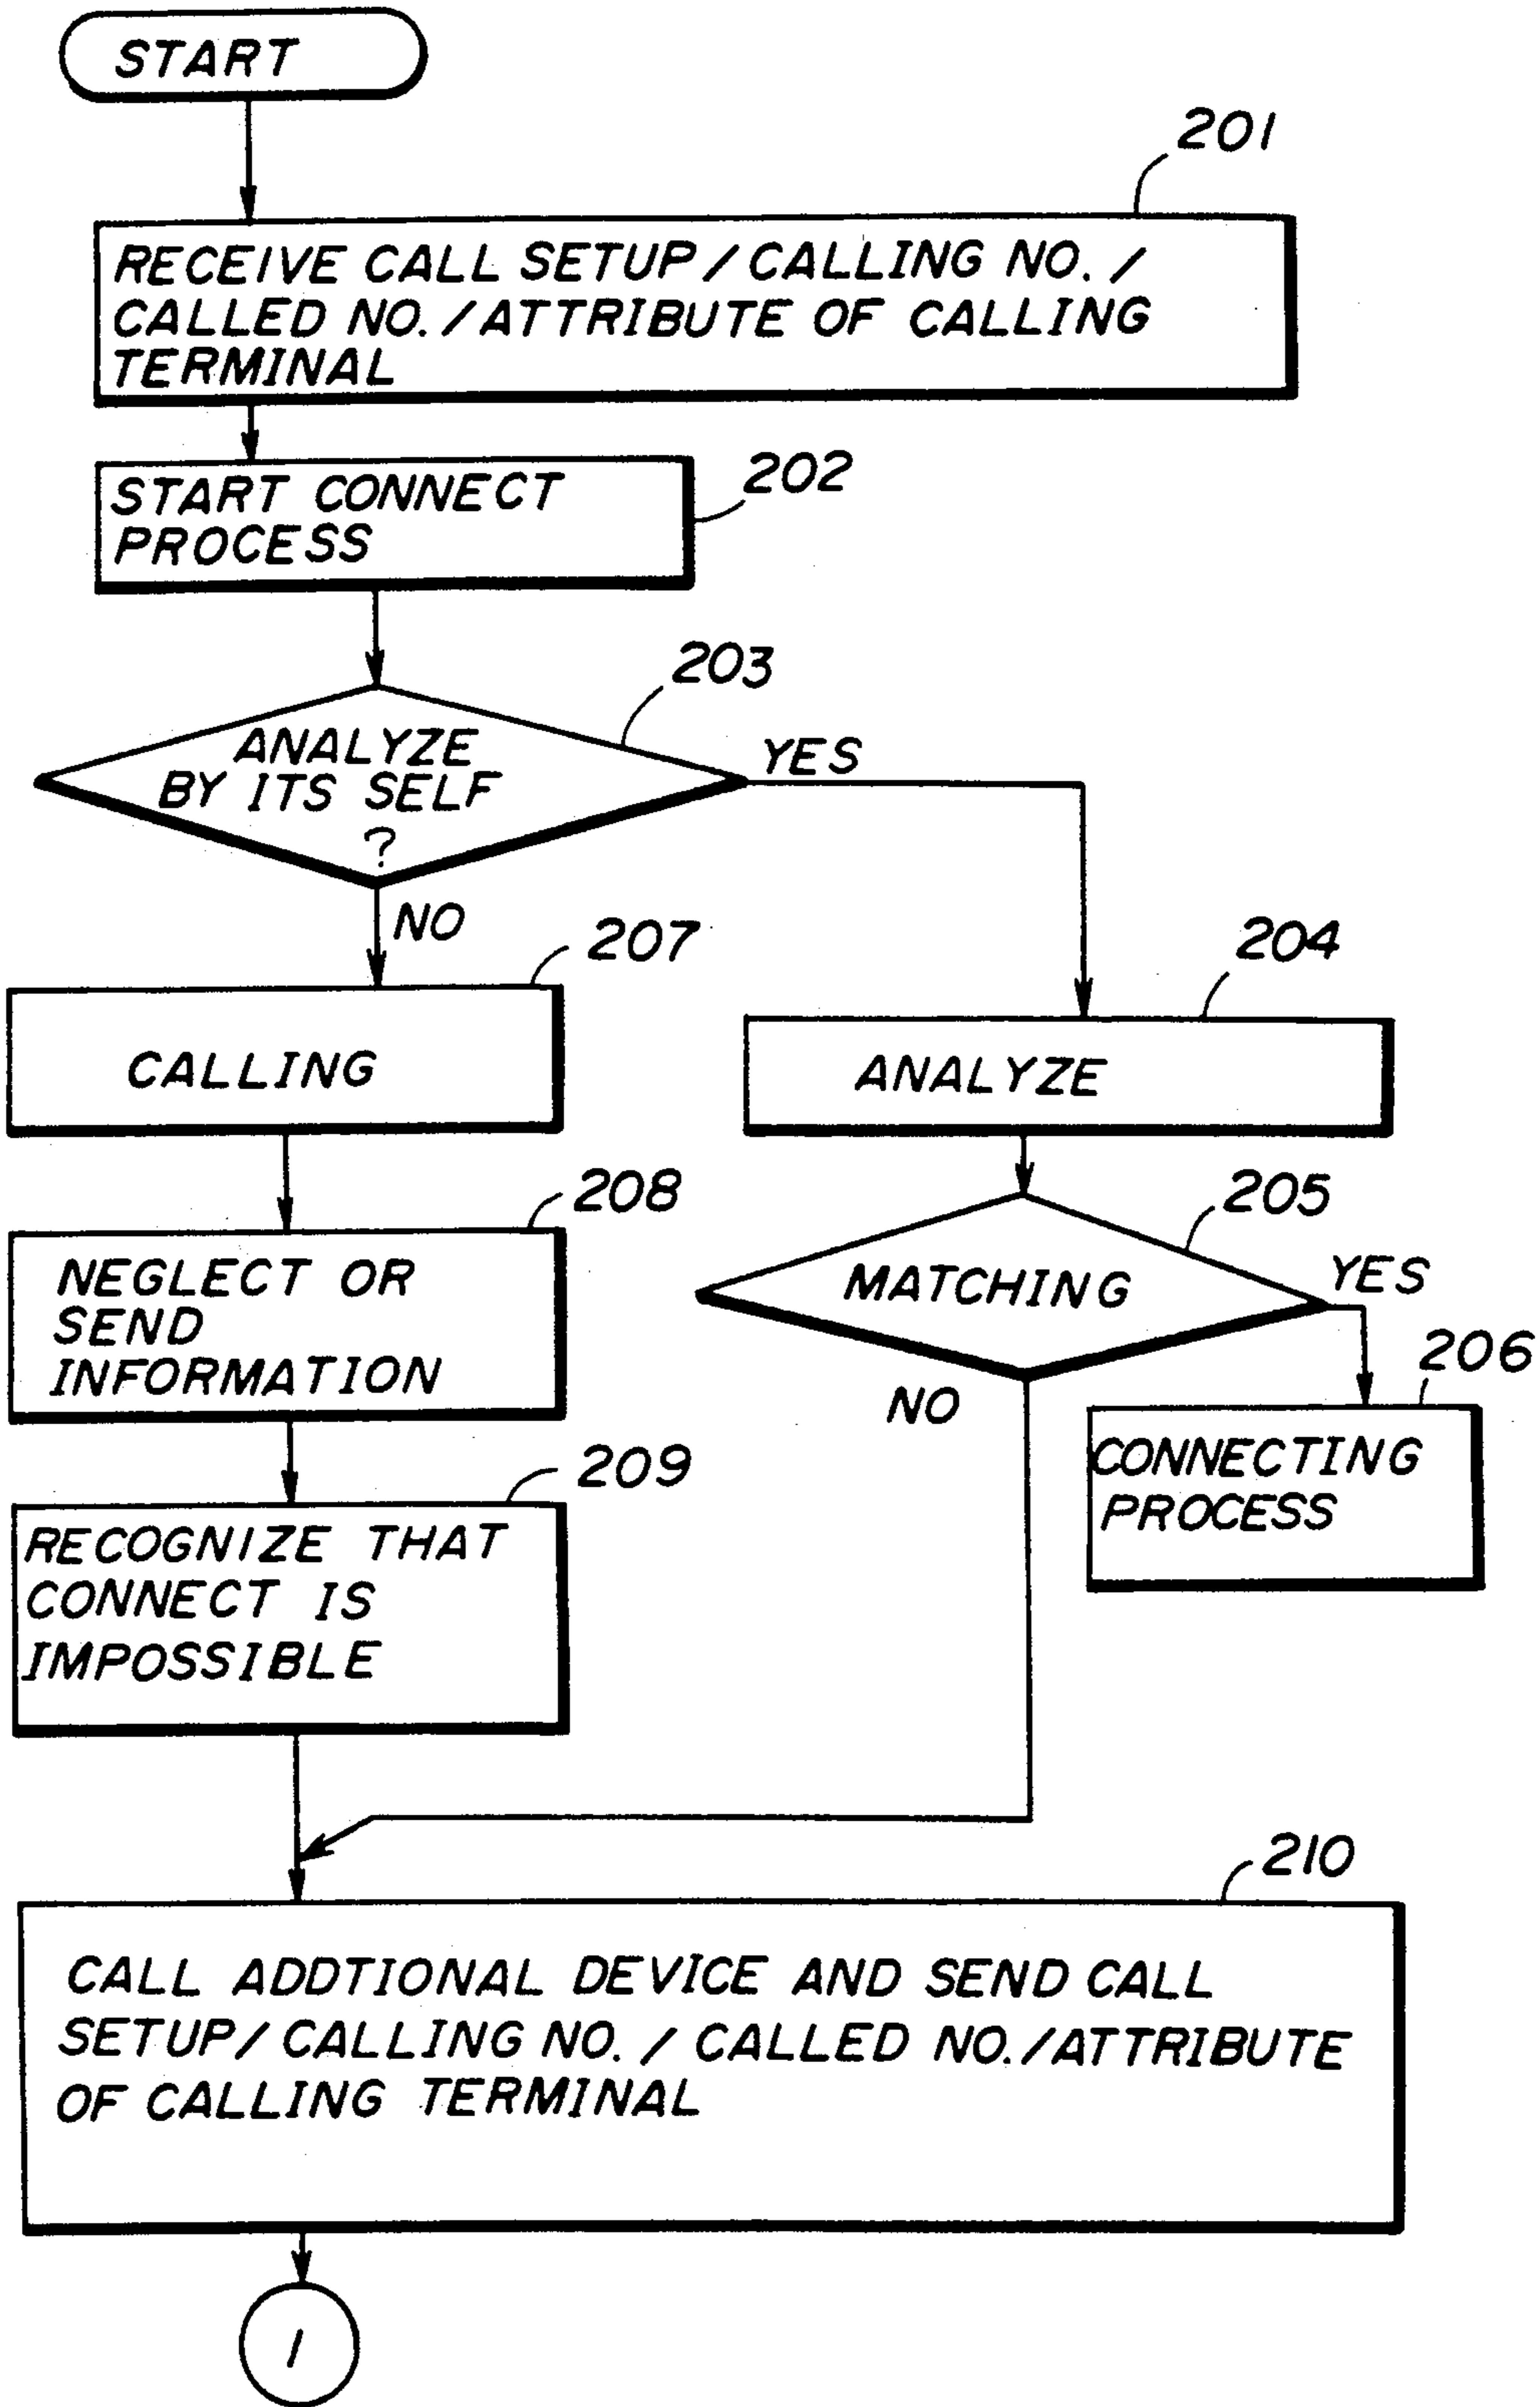 START
201
RECEIVE CALL SETUP / CALLING NO. /
CALLED NO. / ATTRIBUTE OF CALLING
TERMINAL
202
START CONNECT
PROCESS
203
ANALYZE
BY ITS SELF
?
YES
NO
207
CALLING
204
ANALYZE
208
NEGLECT OR
SEND
INFORMATION
205
MATCHING
YES
NO
206
CONNECTING
PROCESS
209
RECOGNIZE THAT
CONNECT IS
IMPOSSIBLE
210
CALL ADDTIONAL DEVICE AND SEND CALL
SETUP / CALLING NO. / CALLED NO. / ATTRIBUTE
OF CALLING TERMINAL
1